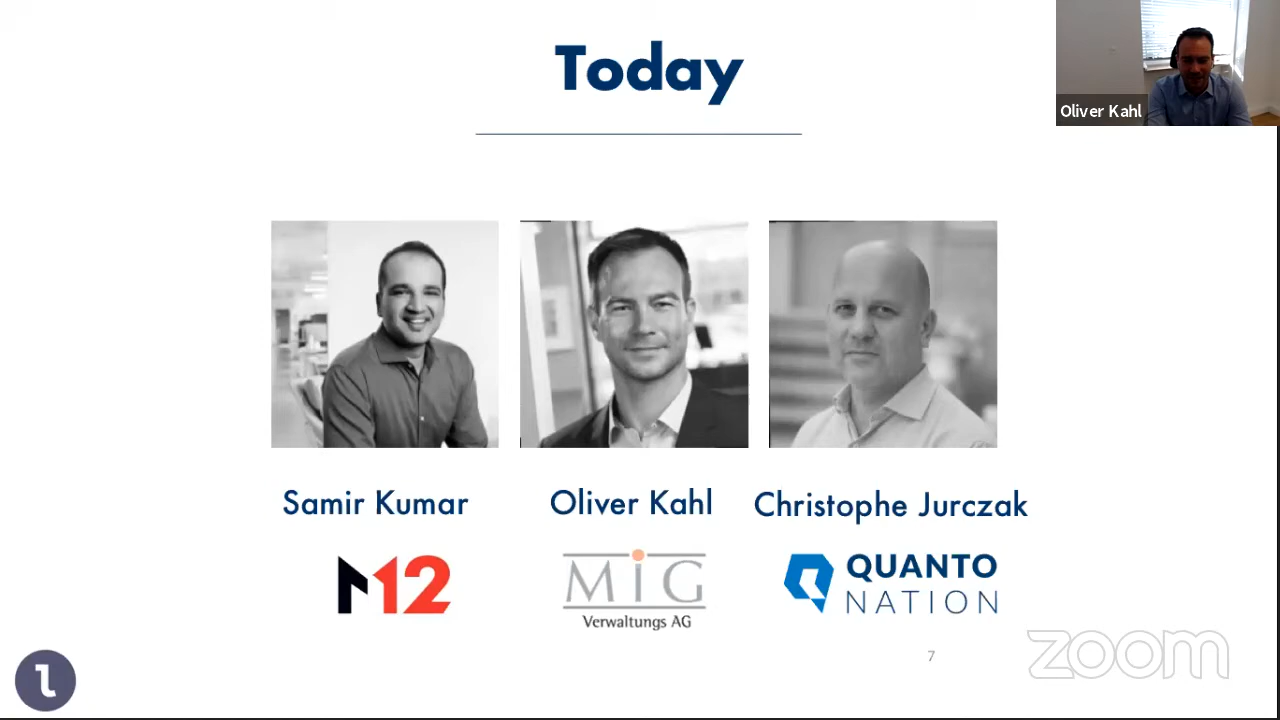 Today
Oliver Kahl
Samir Kumar
Oliver Kahl
Christophe Jurczak
M12
MiG
Verwaltungs AG
QUANTO
NATION
7
zoom